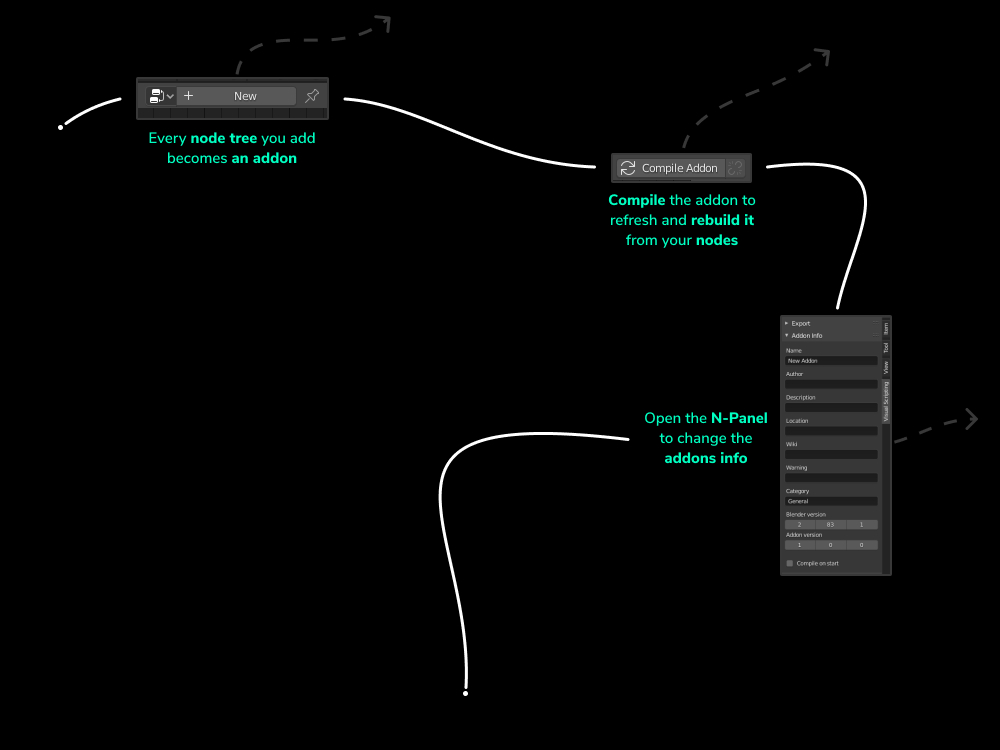 New
Every node tree you add
becomes an addon
Compile Addon
Compile the addon to
refresh and rebuild it
from your nodes
Open the N-Panel
to change the
addons info
Export
Addon Info
Name
New Addon
Author
Description
Location
Wiki
Warning
Category
General
Blender version
2 83 1
Addon version
1 0 0
Compile on start
Item
Tool
View
Visual Scripting